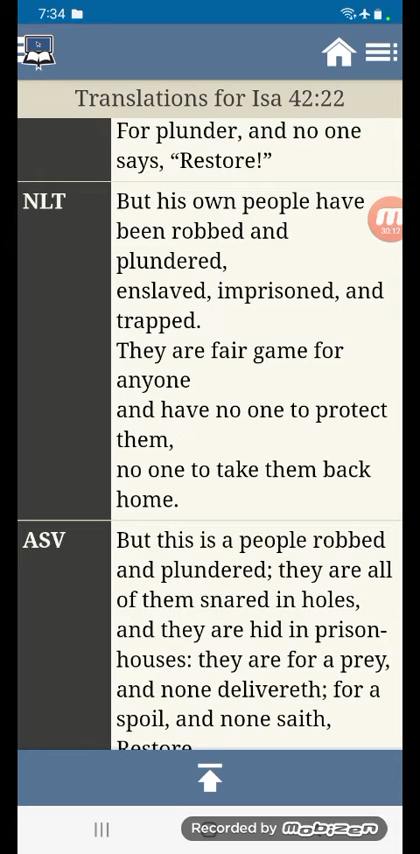 7:34
Translations for Isa 42:22
For plunder, and no one
says, “Restore!”
NLT
But his own people have
been robbed and
plundered,
enslaved, imprisoned, and
trapped.
They are fair game for
anyone
and have no one to protect
them,
no one to take them back
home.
30:12
ASV
But this is a people robbed
and plundered; they are all
of them snared in holes,
and they are hid in prison-
houses: they are for a prey,
and none delivereth; for a
spoil, and none saith,
Restore
Recorded by mobizen